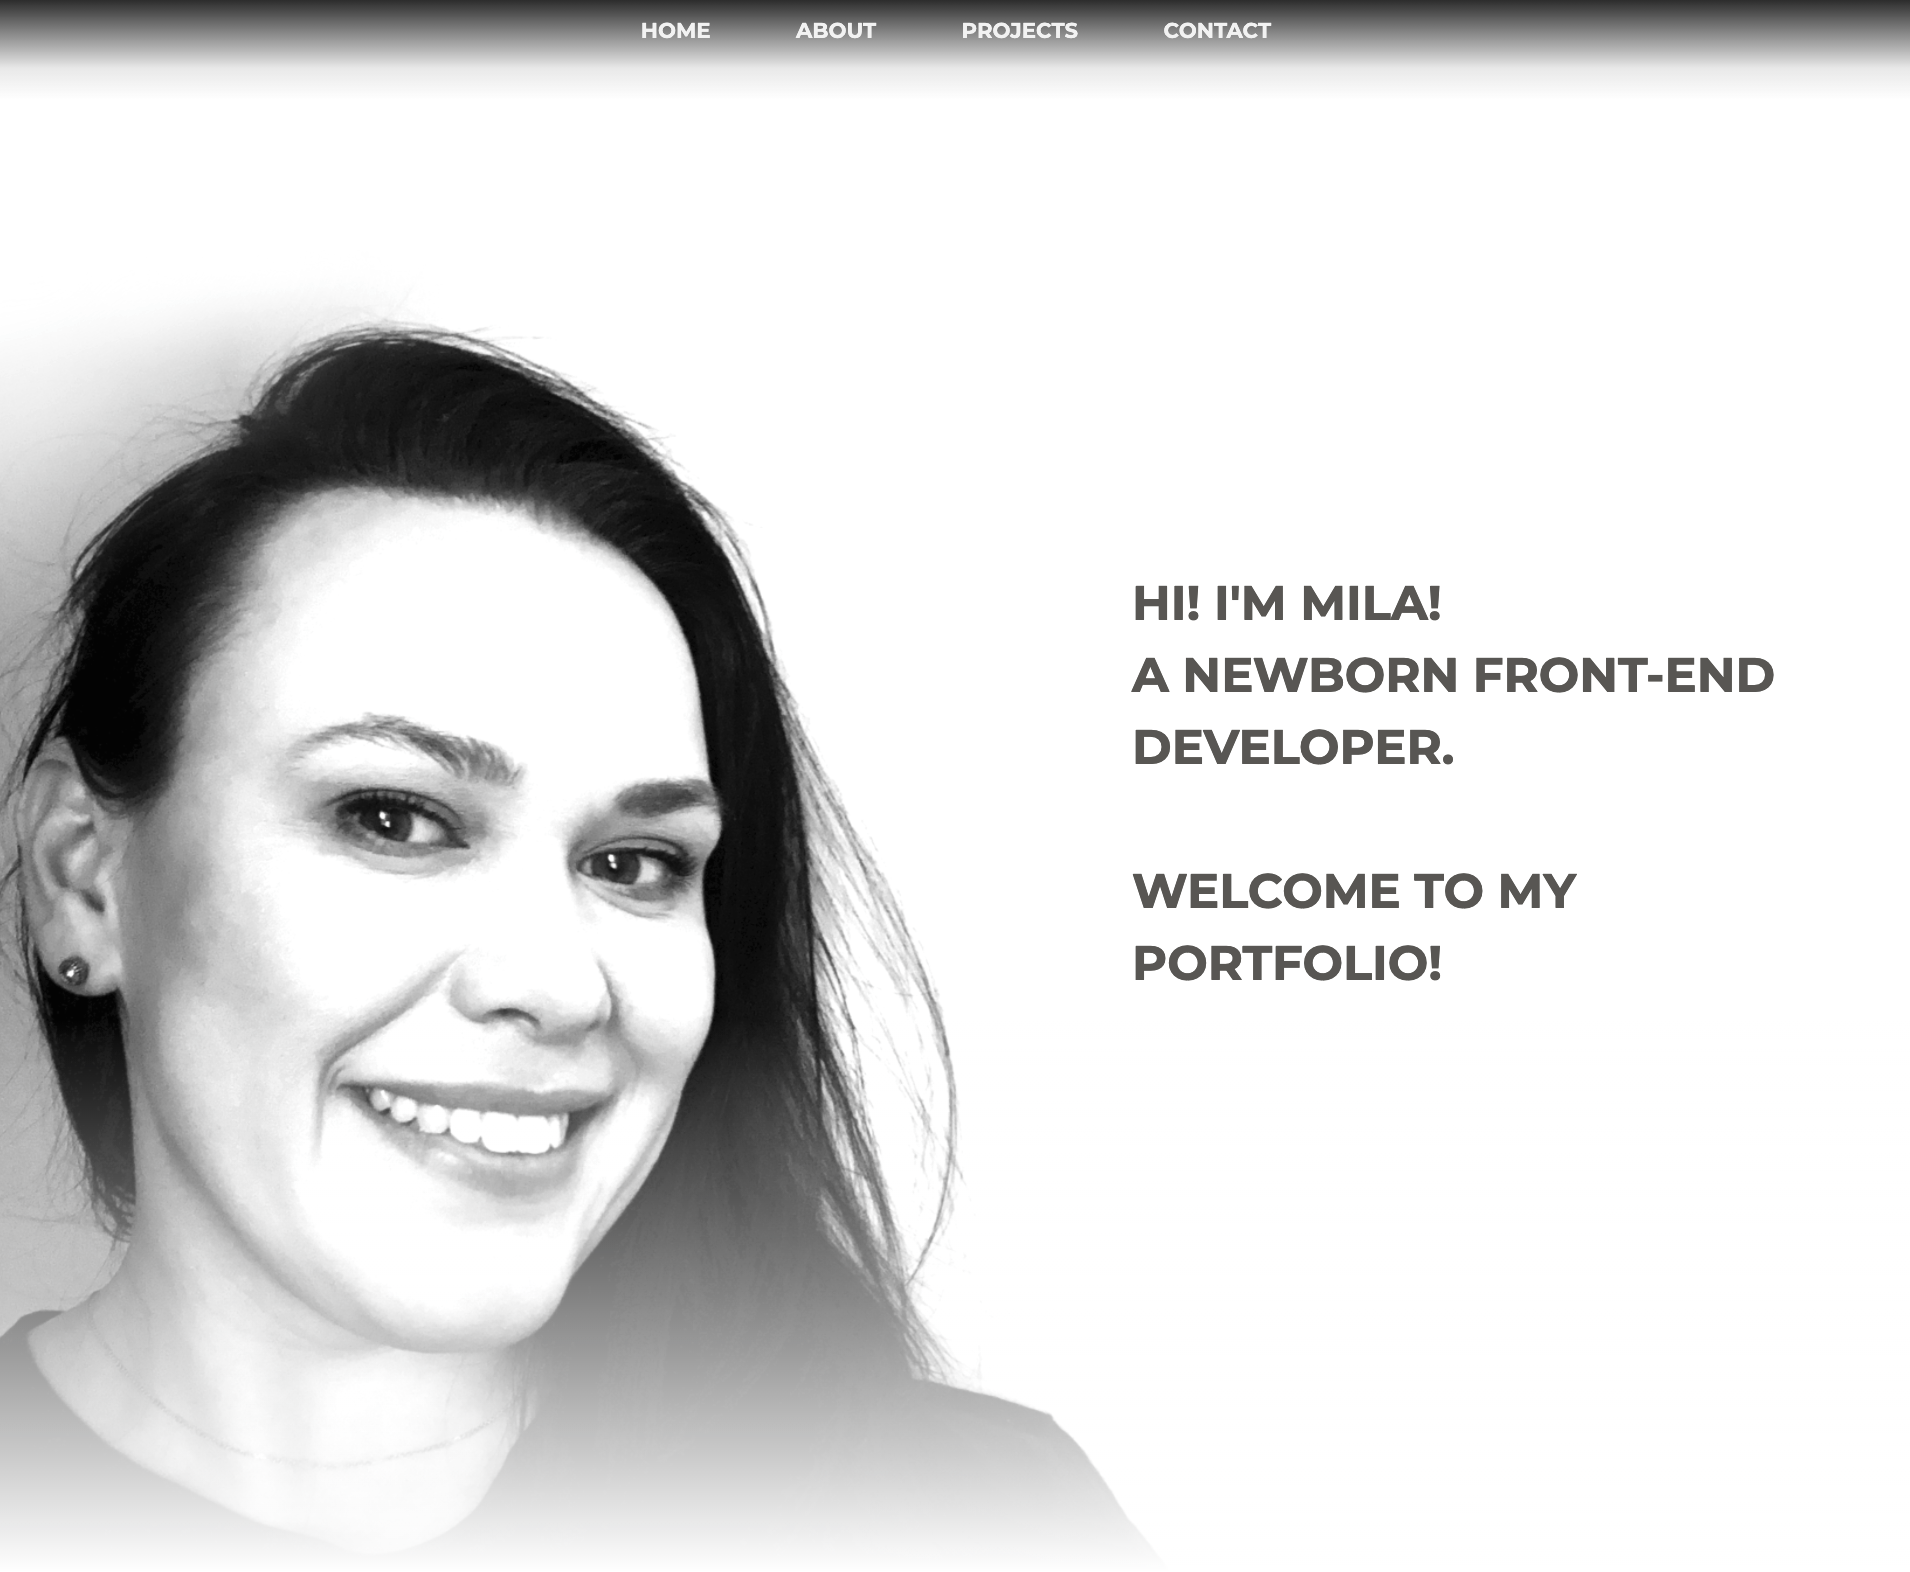 HOME ABOUT PROJECTS CONTACT
HI! I'M MILA!
A NEWBORN FRONT-END
DEVELOPER.
WELCOME TO MY
PORTFOLIO!